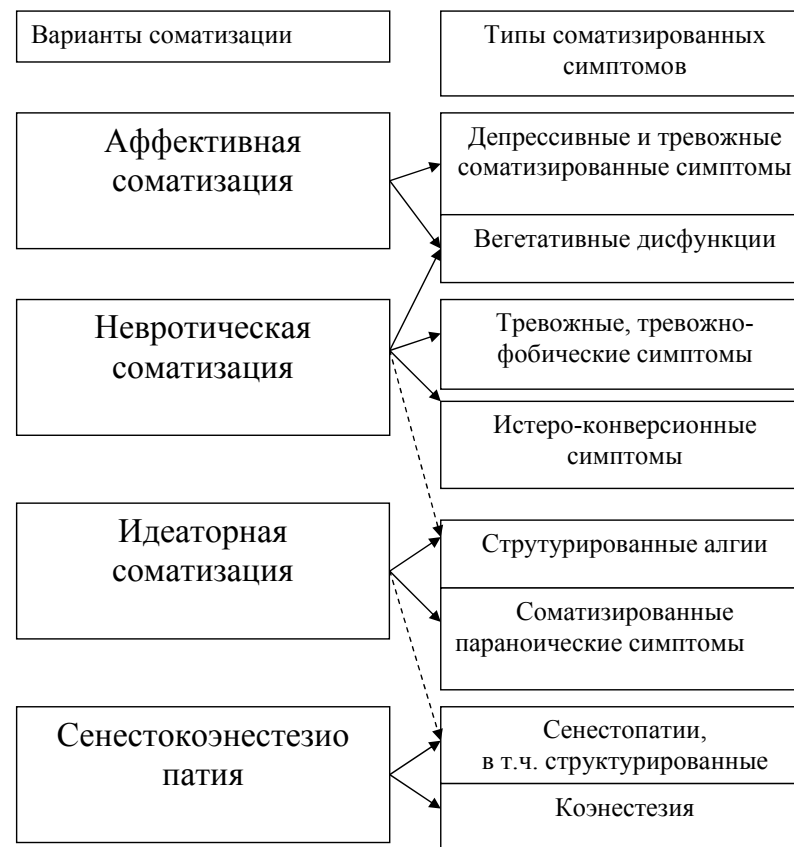 Варианты соматизации
Типы соматизированных
симптомов
Аффективная
соматизация
Депрессивные и тревожные
соматизированные симптомы
Вегетативные дисфункции
Невротическая
соматизация
Тревожные, тревожно-
фобические симптомы
Истеро-конверсионные
симптомы
Идеаторная
соматизация
Струтурированные алгии
Соматизированные
параноические симптомы
Сенестокоэнестезио
патия
Сенестопатии,
в т.ч. структурированные
Коэнестезия